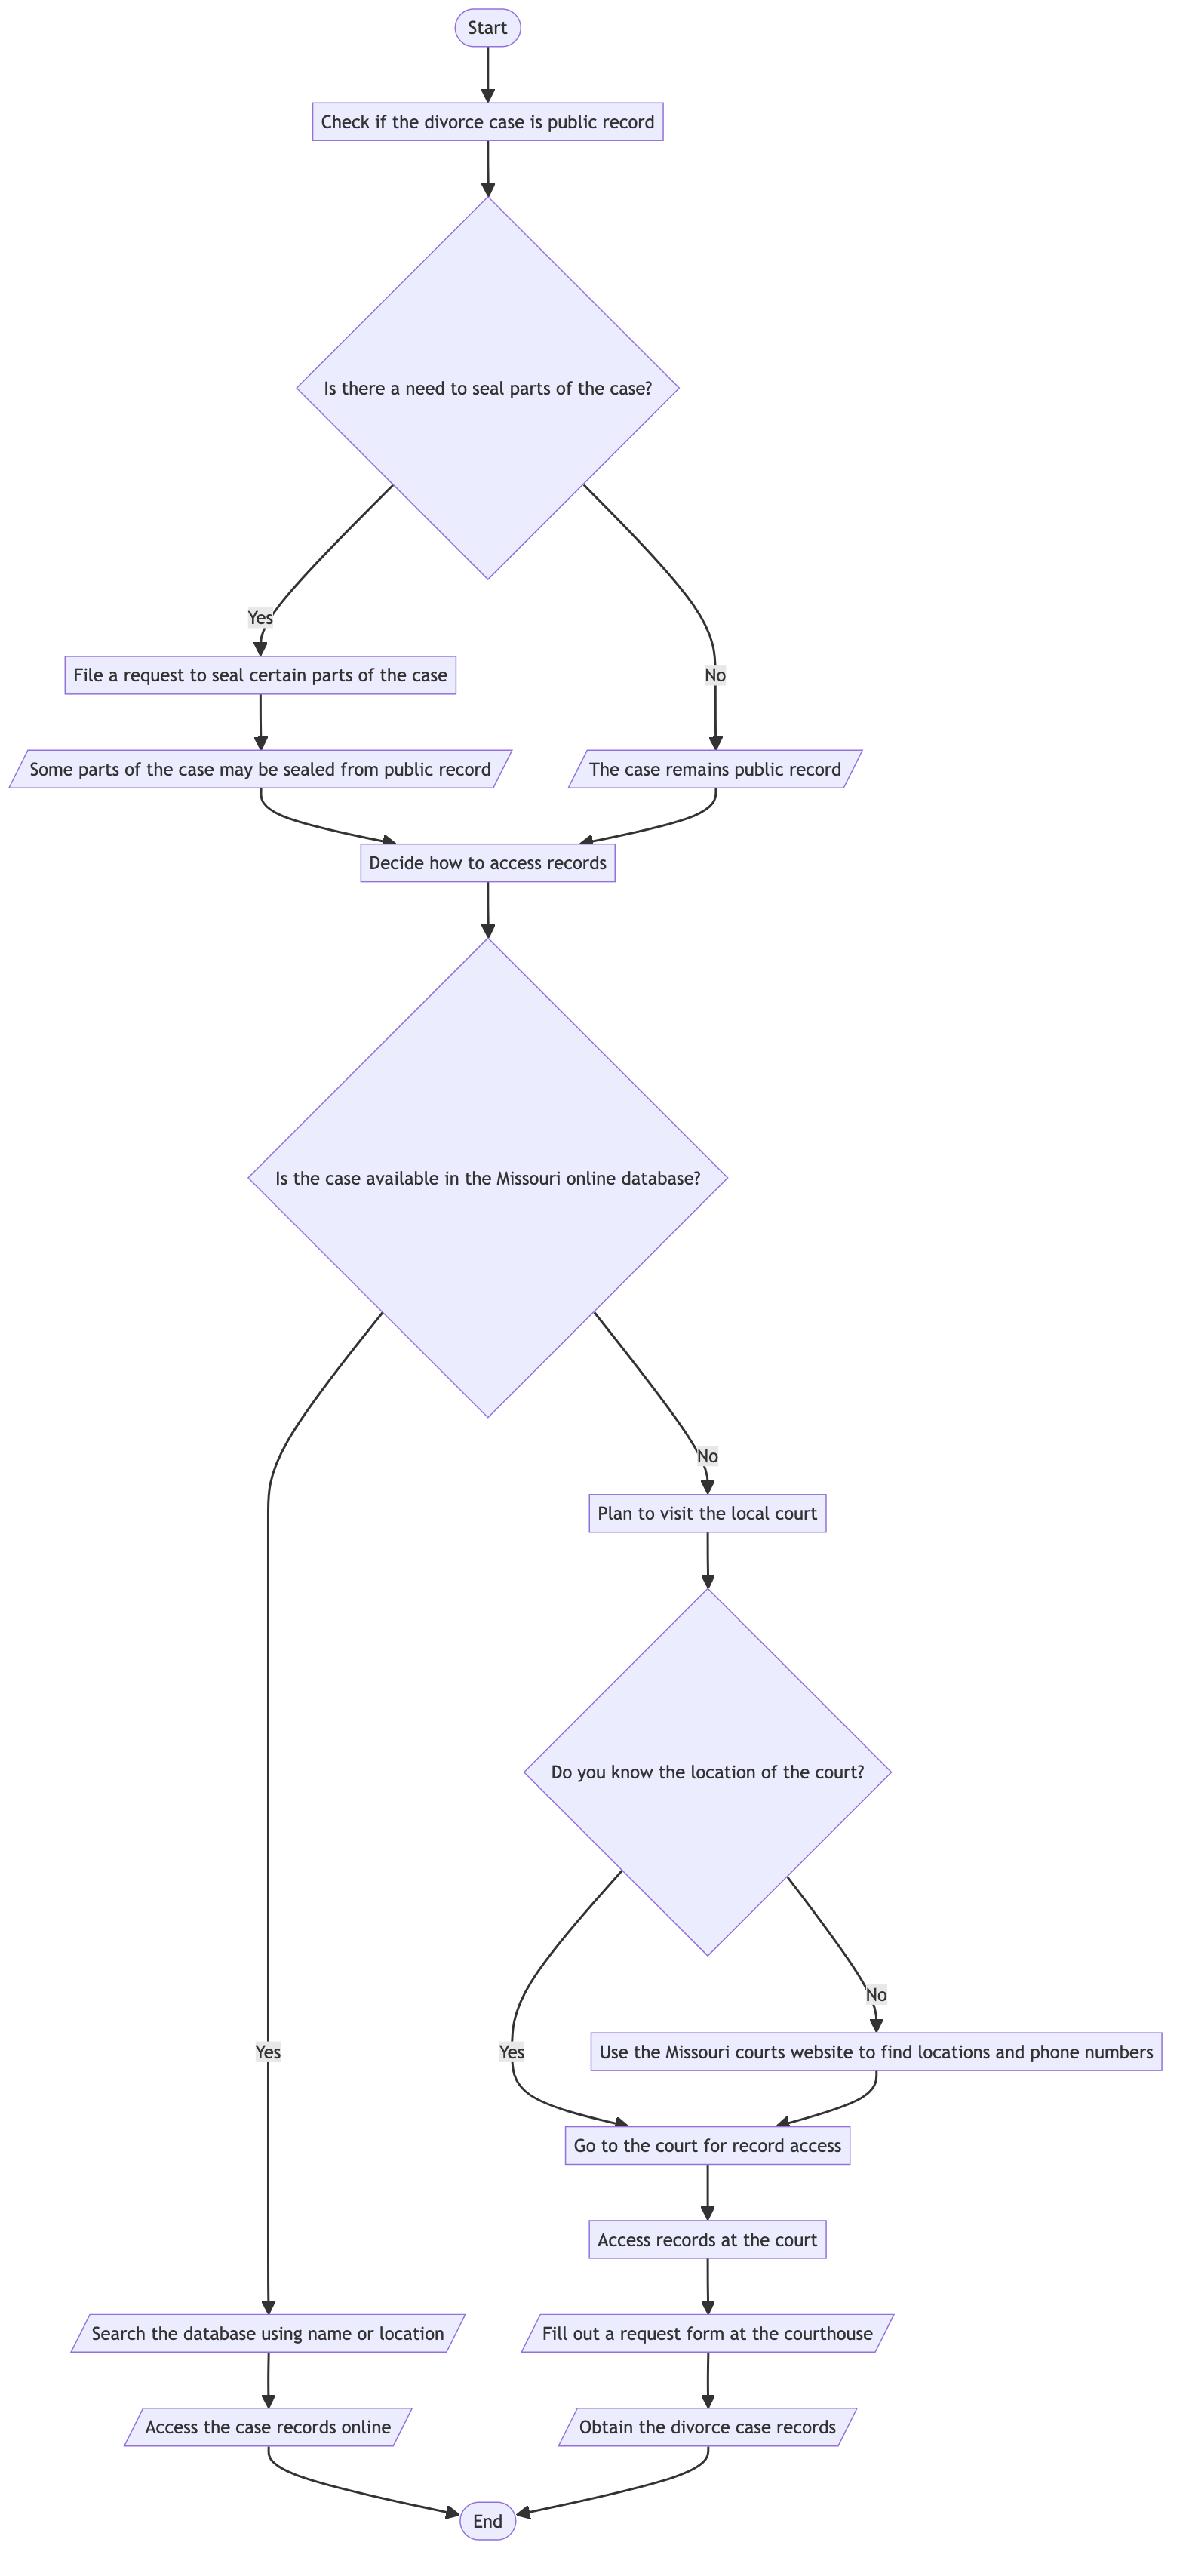 Start
Check if the divorce case is public record
Is there a need to seal parts of the case?
Yes
File a request to seal certain parts of the case
No
Some parts of the case may be sealed from public record
The case remains public record
Decide how to access records
Is the case available in the Missouri online database?
No
Plan to visit the local court
Do you know the location of the court?
No
Yes
Yes
Use the Missouri courts website to find locations and phone numbers
Go to the court for record access
Access records at the court
Search the database using name or location
Fill out a request form at the courthouse
Access the case records online
Obtain the divorce case records
End